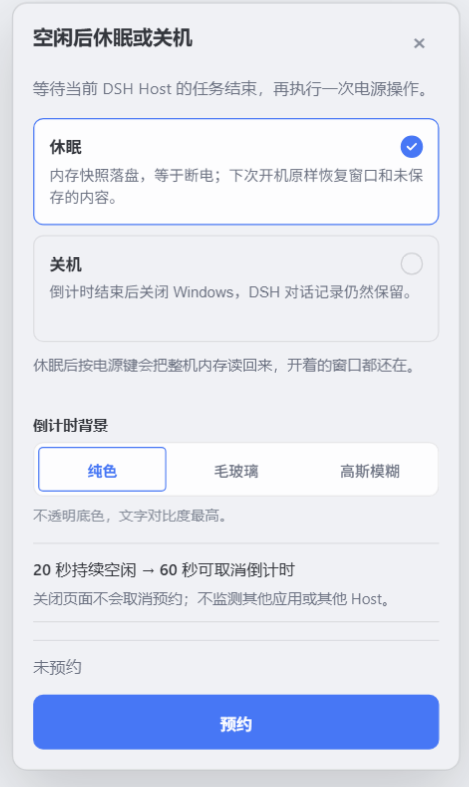 空闲后休眠或关机
×
等待当前 DSH Host 的任务结束，再执行一次电源操作。
休眠
内存快照落盘，等于断电；下次开机原样恢复窗口和未保
存的内容。
关机
倒计时结束后关闭 Windows，DSH 对话记录仍然保留。
休眠后按电源键会把整机内存读回来，开着的窗口都还在。
倒计时背景
纯色 毛玻璃 高斯模糊
不透明底色，文字对比度最高。
20 秒持续空闲 → 60 秒可取消倒计时
关闭页面不会取消预约；不监测其他应用或其他 Host。
未预约
预约